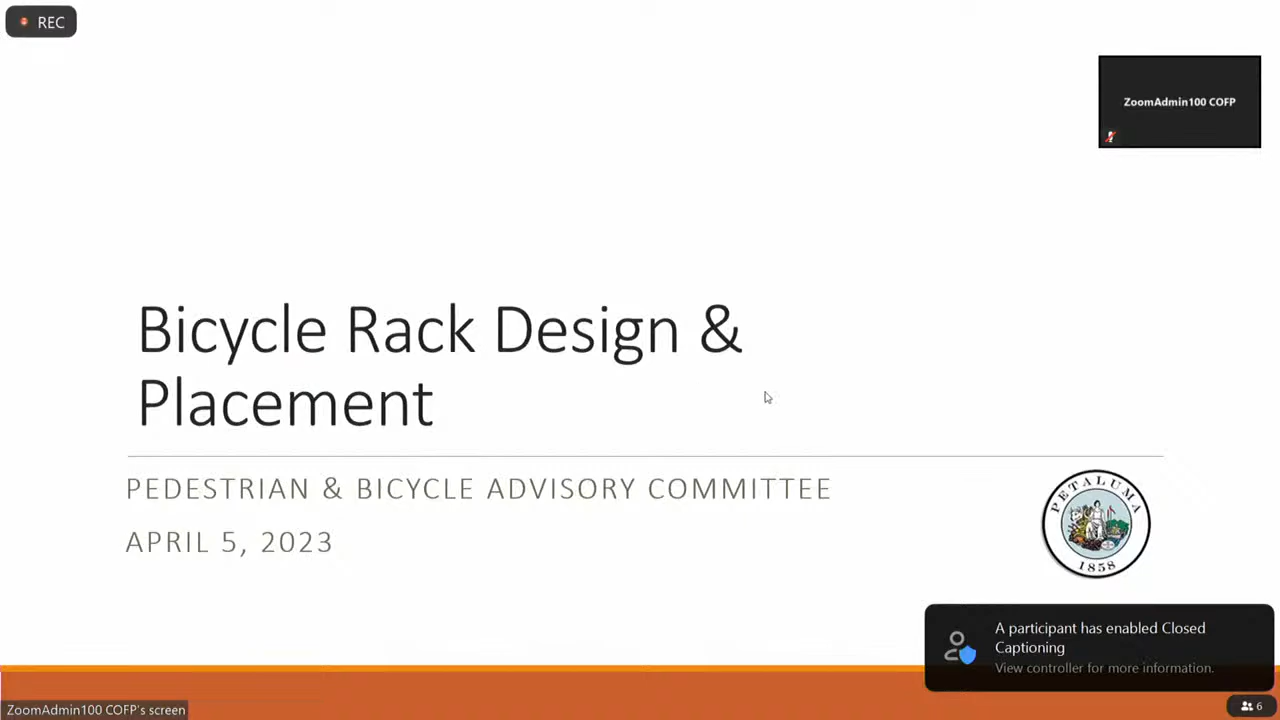 REC
ZoomAdmin100 COFP
Bicycle Rack Design &
Placement
PEDESTRIAN & BICYCLE ADVISORY COMMITTEE
APRIL 5, 2023
PETALUMA
1858
A participant has enabled Closed
Captioning
View controller for more information.
ZoomAdmin100 COFP's screen
6